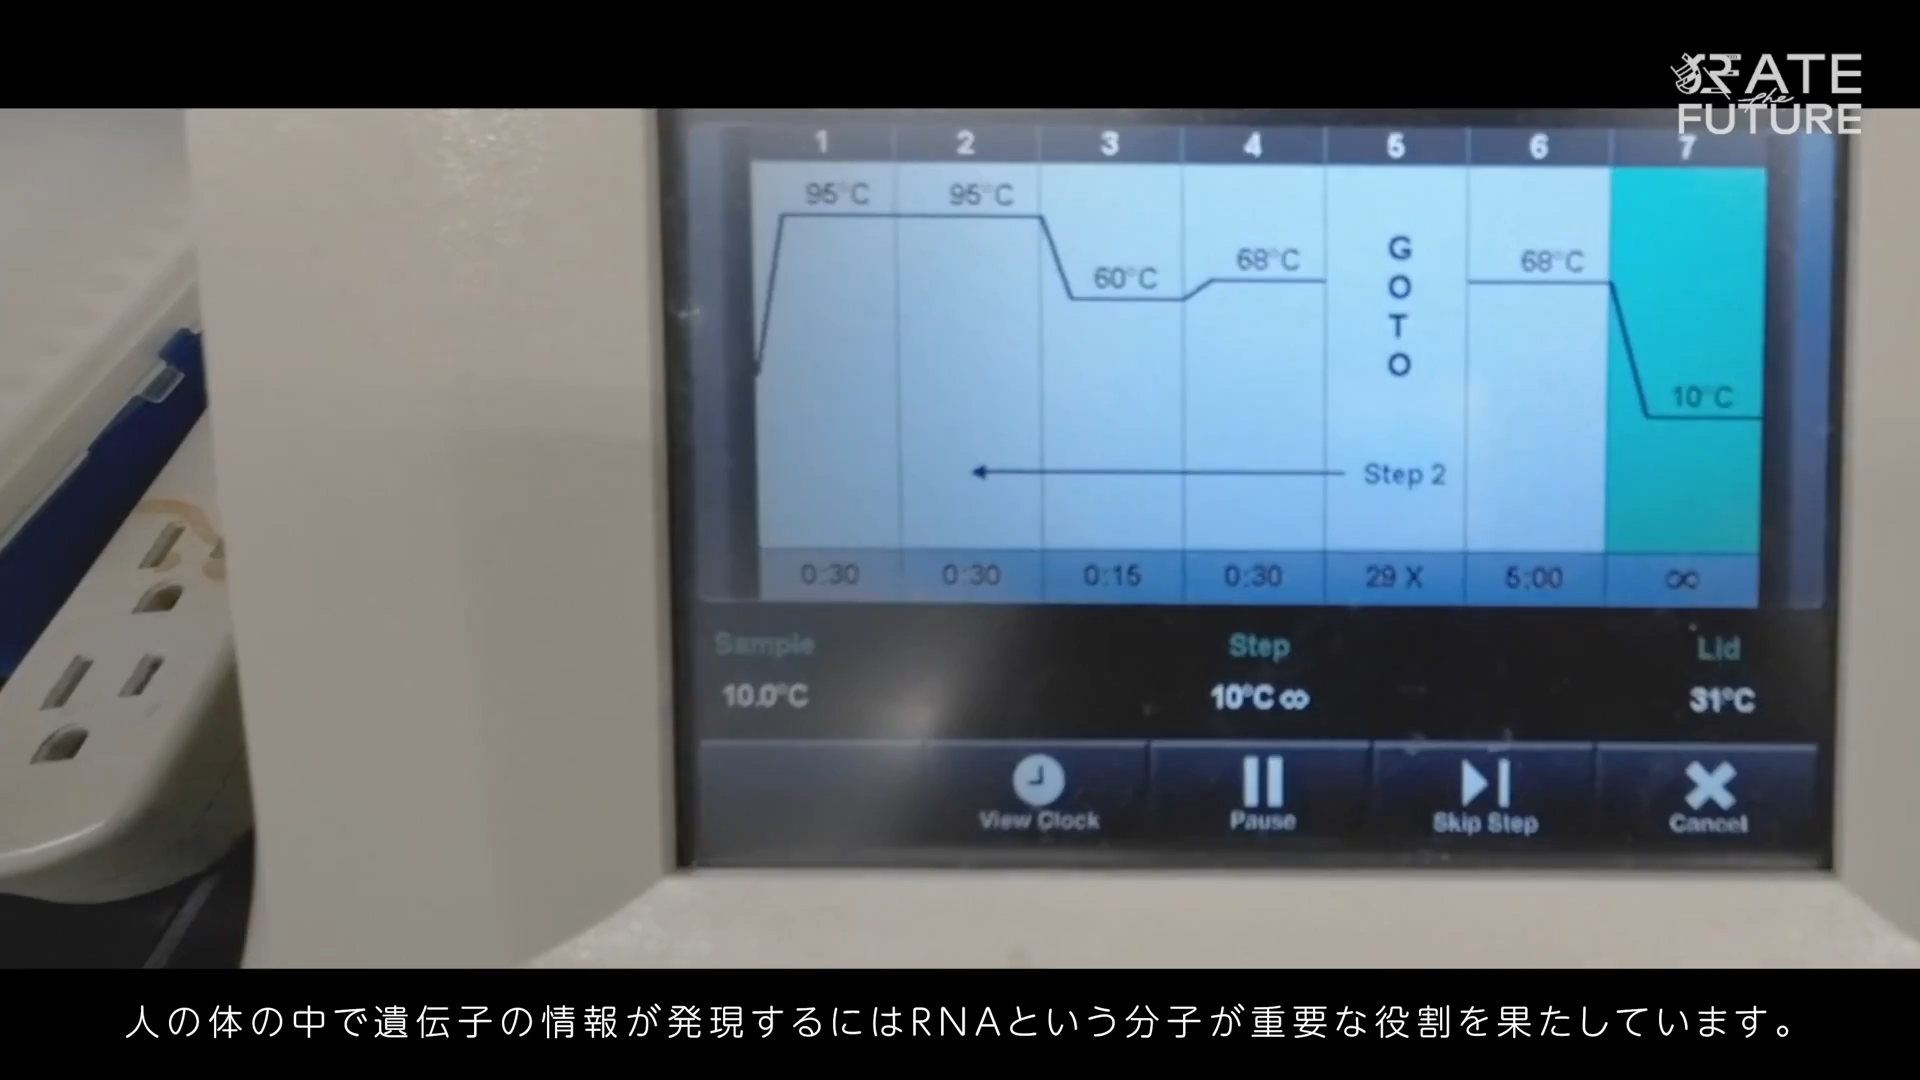 CREATE
the
FUTURE
1 2 3 4 5 6 7
95°C 95°C 60°C 68°C GOTO 68°C 10°C
Step 2
0:30 0:30 0:15 0:30 29 X 5:00 ∞
Sample Step Lid
10.0°C 10°C ∞ 31°C
View Clock Pause Skip Step Cancel
人の体の中で遺伝子の情報が発現するにはRNAという分子が重要な役割を果たしています。